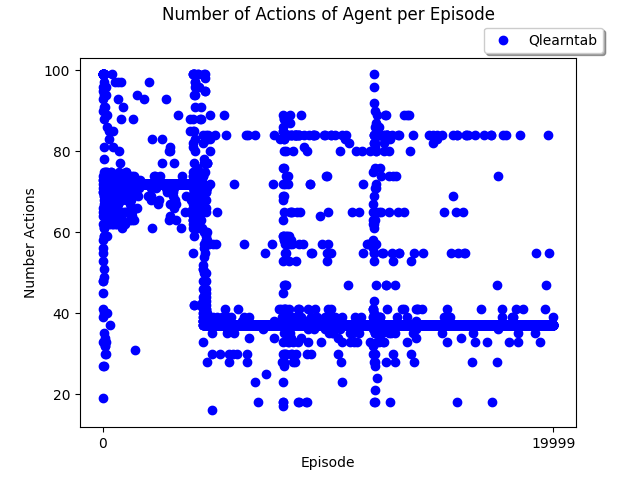 Number of Actions of Agent per Episode
Qlearntab
100
80
60
40
20
Number Actions
0
19999
Episode